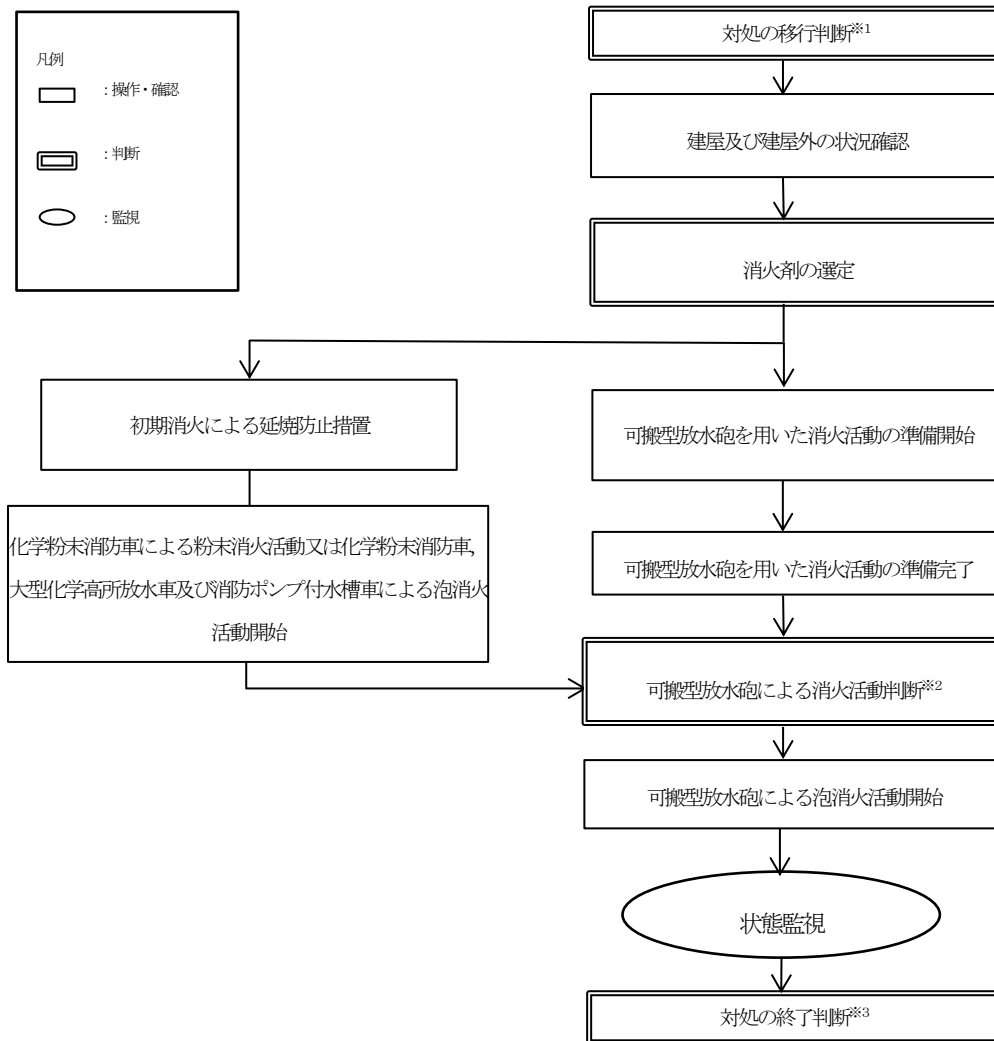 凡例
：操作・確認
：判断
：監視
対処の移行判断※1
建屋及び建屋外の状況確認
消火剤の選定
初期消火による延焼防止措置
化学粉末消防車による粉末消火活動又は化学粉末消防車，
大型化学高所放水車及び消防ポンプ付水槽車による泡消火
活動開始
可搬型放水砲を用いた消火活動の準備開始
可搬型放水砲を用いた消火活動の準備完了
可搬型放水砲による消火活動判断※2
可搬型放水砲による泡消火活動開始
状態監視
対処の終了判断※3